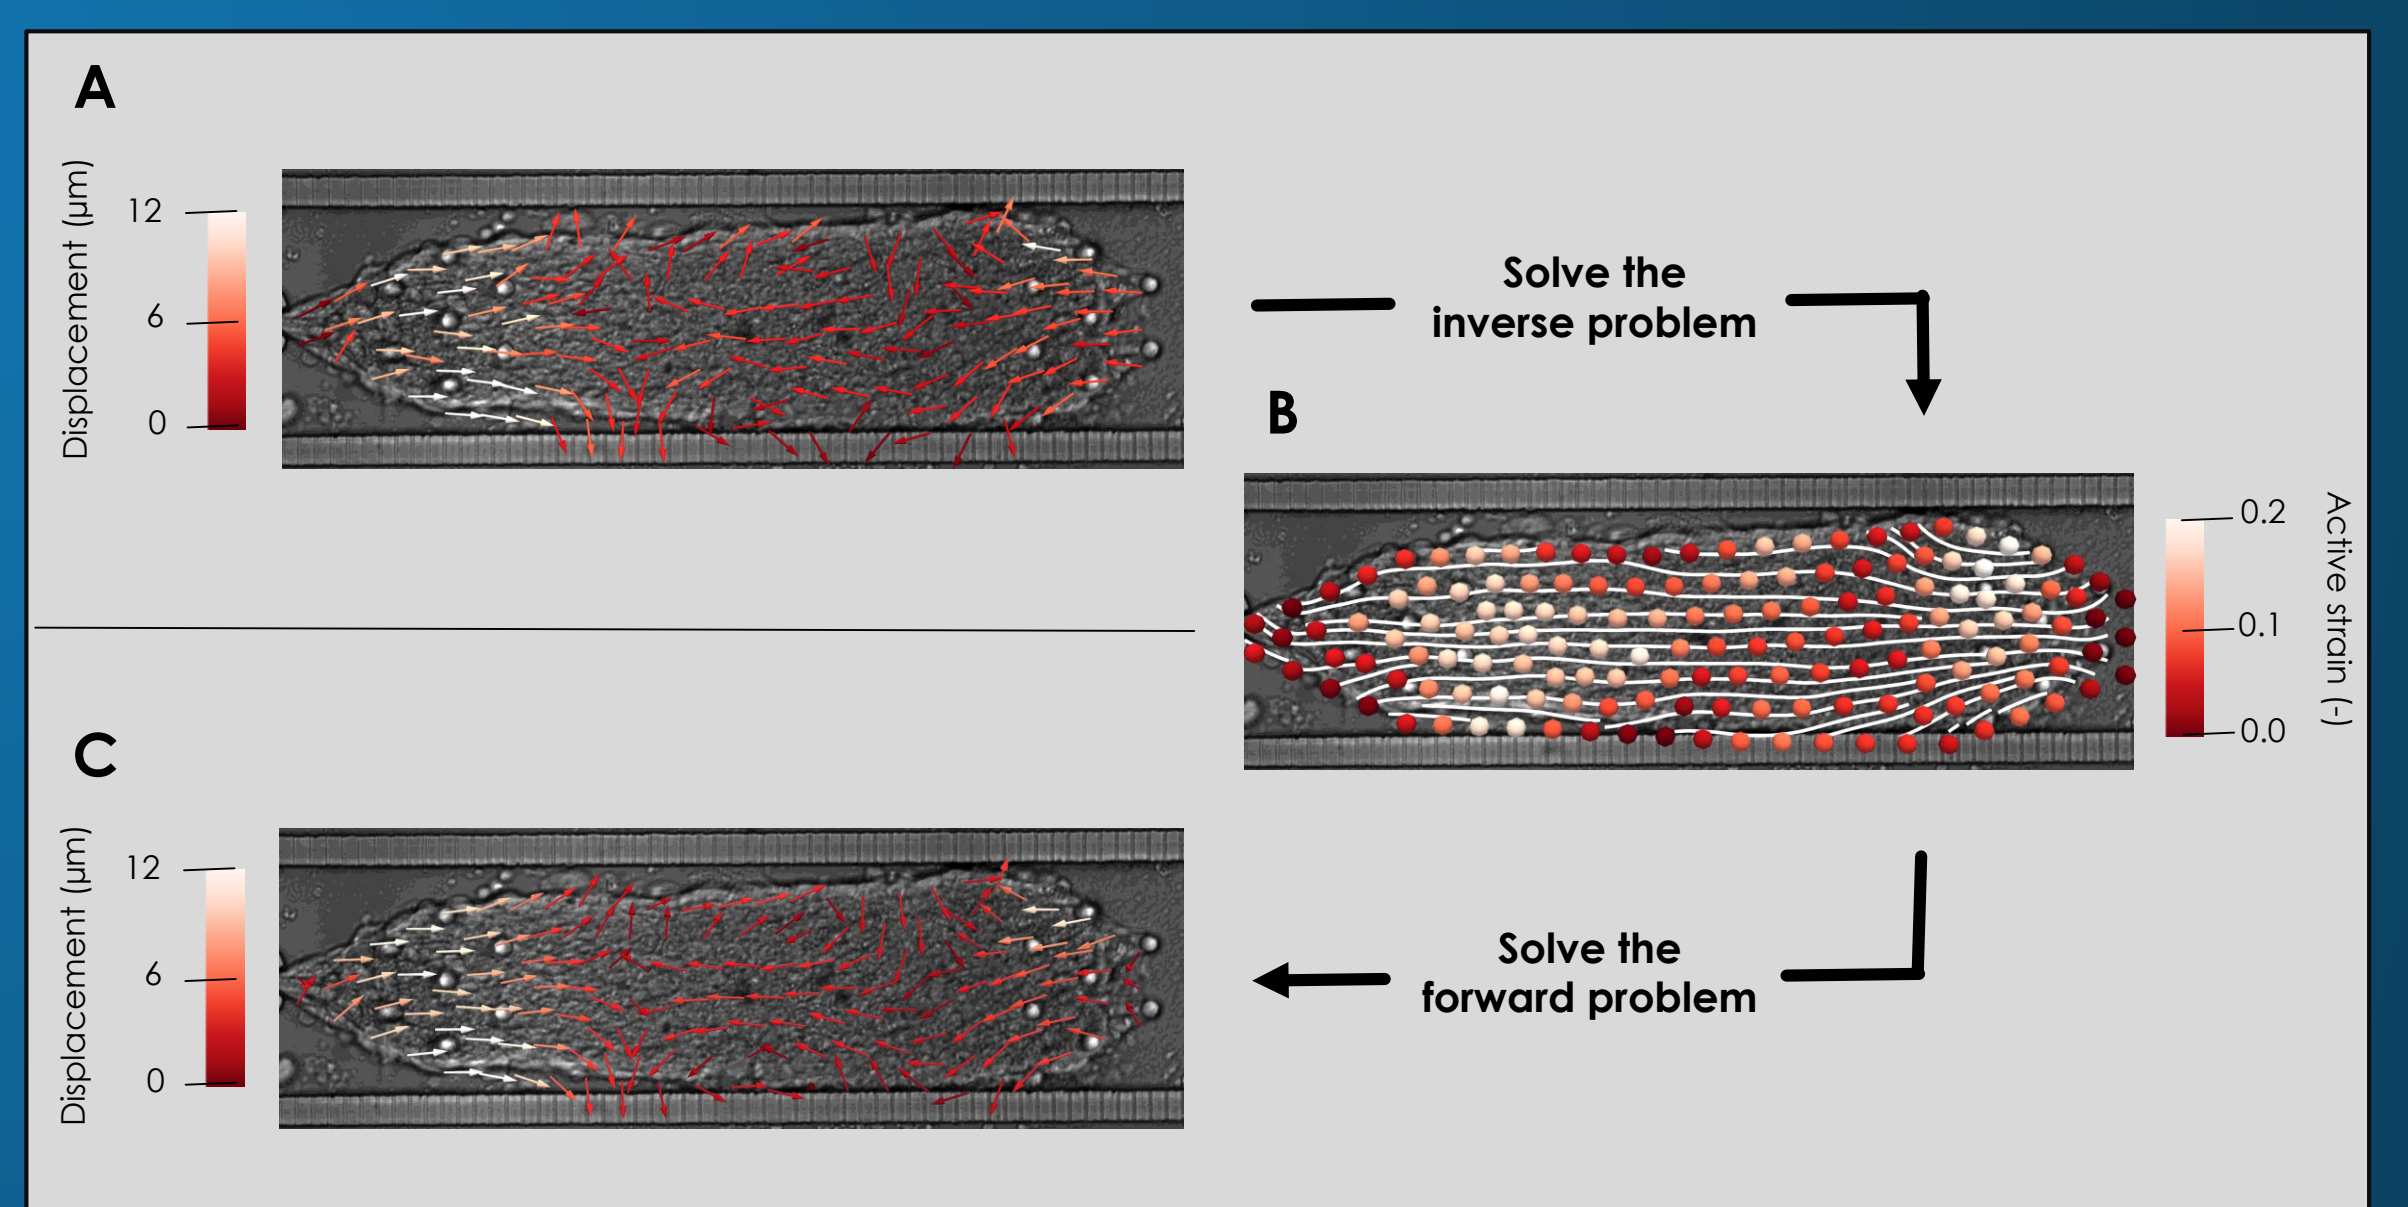 A
Displacement (μm)
12
6
0
Solve the
inverse problem
B
0.2
0.1
0.0
Active strain (-)
C
Displacement (μm)
12
6
0
Solve the
forward problem